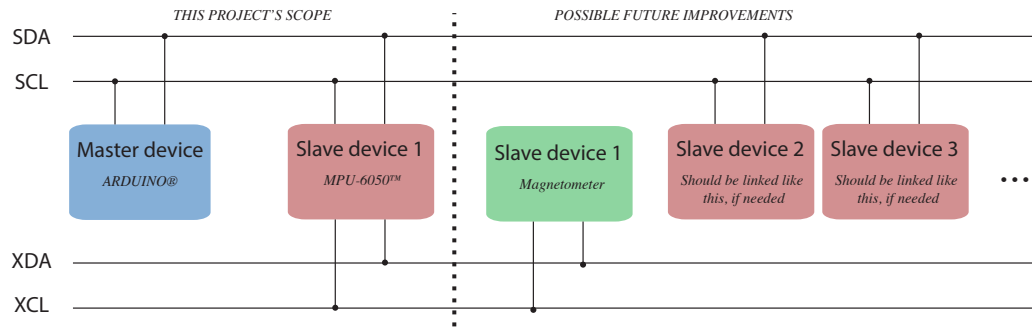 THIS PROJECT'S SCOPE
POSSIBLE FUTURE IMPROVEMENTS
SDA
SCL
Master device
ARDUINO®
Slave device 1
MPU-6050™
Slave device 1
Magnetometer
Slave device 2
Should be linked like
this, if needed
Slave device 3
Should be linked like
this, if needed
...
XDA
XCL